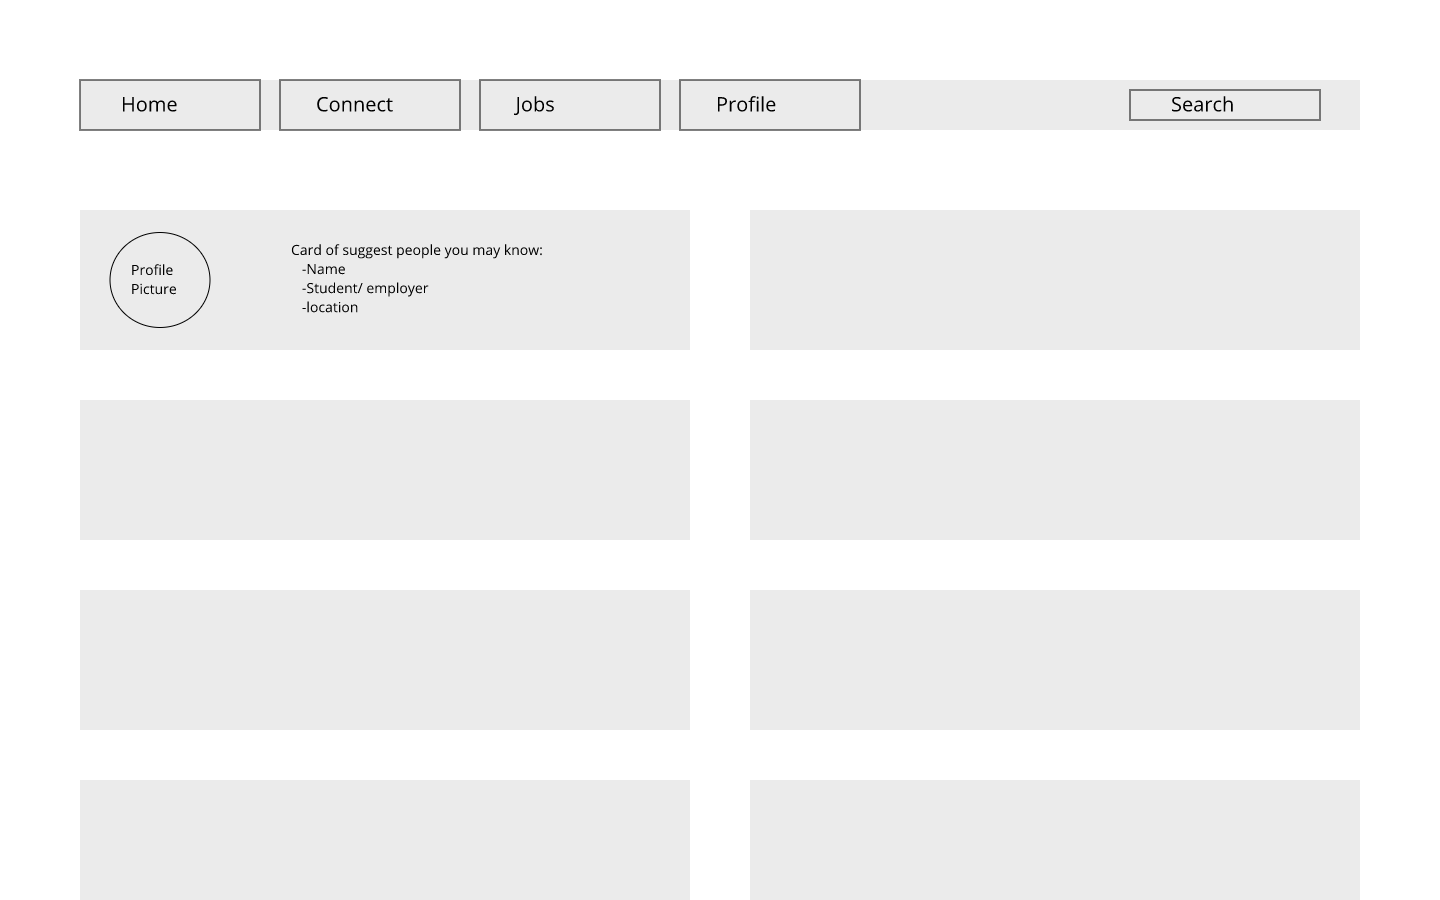 Home
Connect
Jobs
Profile
Search
Profile
Picture
Card of suggest people you may know:
-Name
-Student/ employer
-location